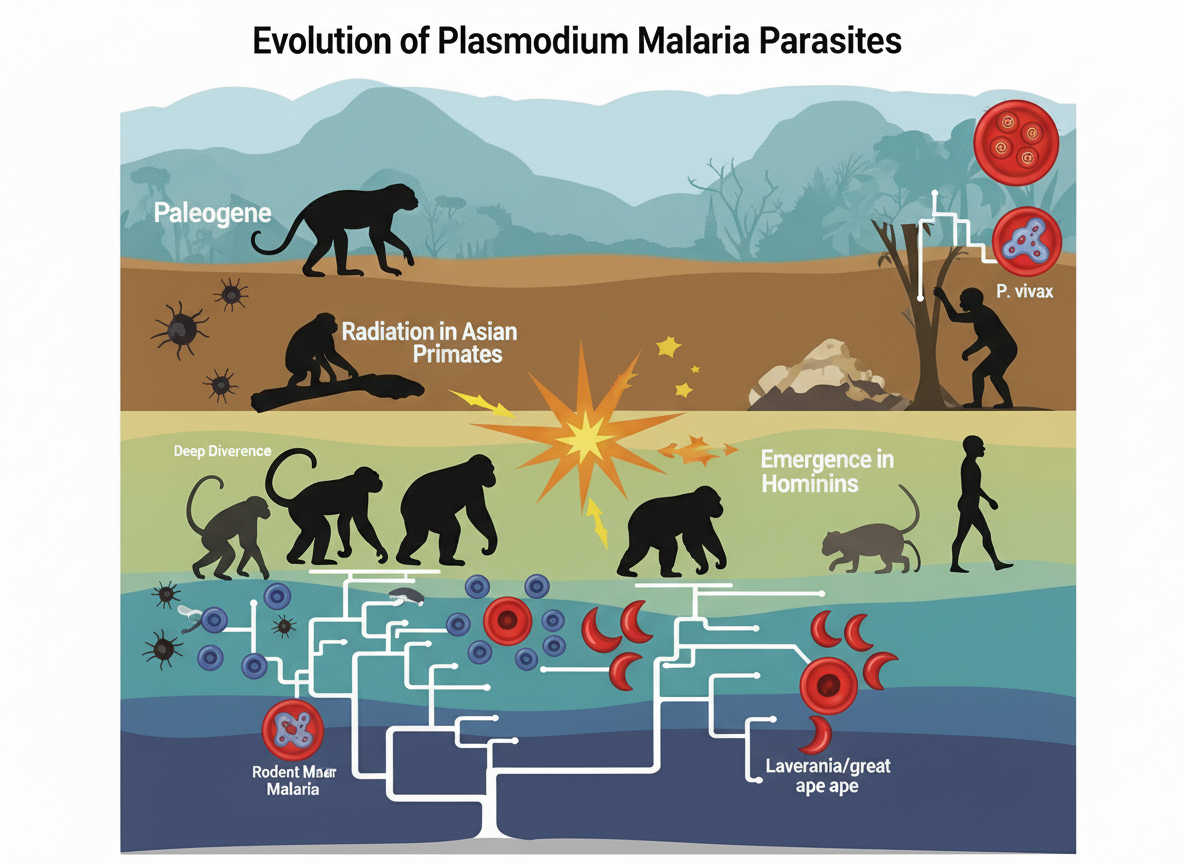 Evolution of Plasmodium Malaria Parasites
Paleogene
P. vivax
Radiation in Asian
Primates
Deep Diverence
Emergence in
Hominins
Rodent
Malaria
Laverania/great
ape ape